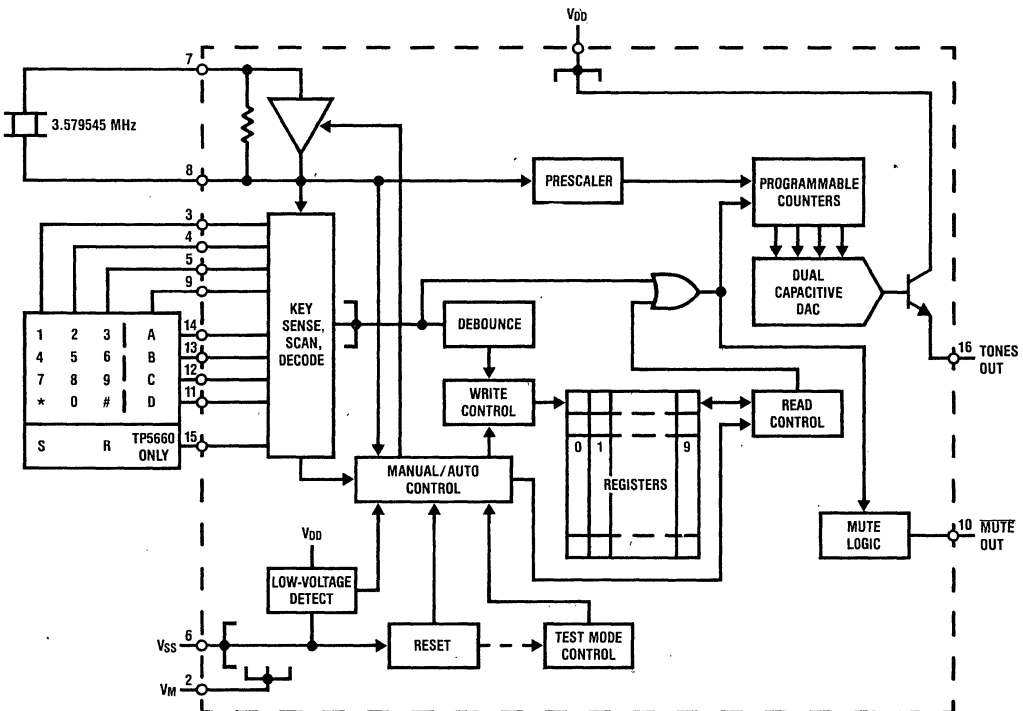 VDD
7
3.579545 MHz
8
PRESCALER
PROGRAMMABLE
COUNTERS
3
4
5
9
14
13
12
11
15
1 2 3 A
4 5 6 B
7 8 9 C
* 0 # D
S R TP5660
ONLY
KEY
SENSE,
SCAN,
DECODE
DEBOUNCE
WRITE
CONTROL
DUAL
CAPACITIVE
DAC
16 TONES
OUT
READ
CONTROL
0 1 9
REGISTERS
MANUAL/AUTO
CONTROL
MUTE
LOGIC
10 MUTE
OUT
VDD
LOW-VOLTAGE
DETECT
VSS 6
RESET
TEST MODE
CONTROL
VM 2